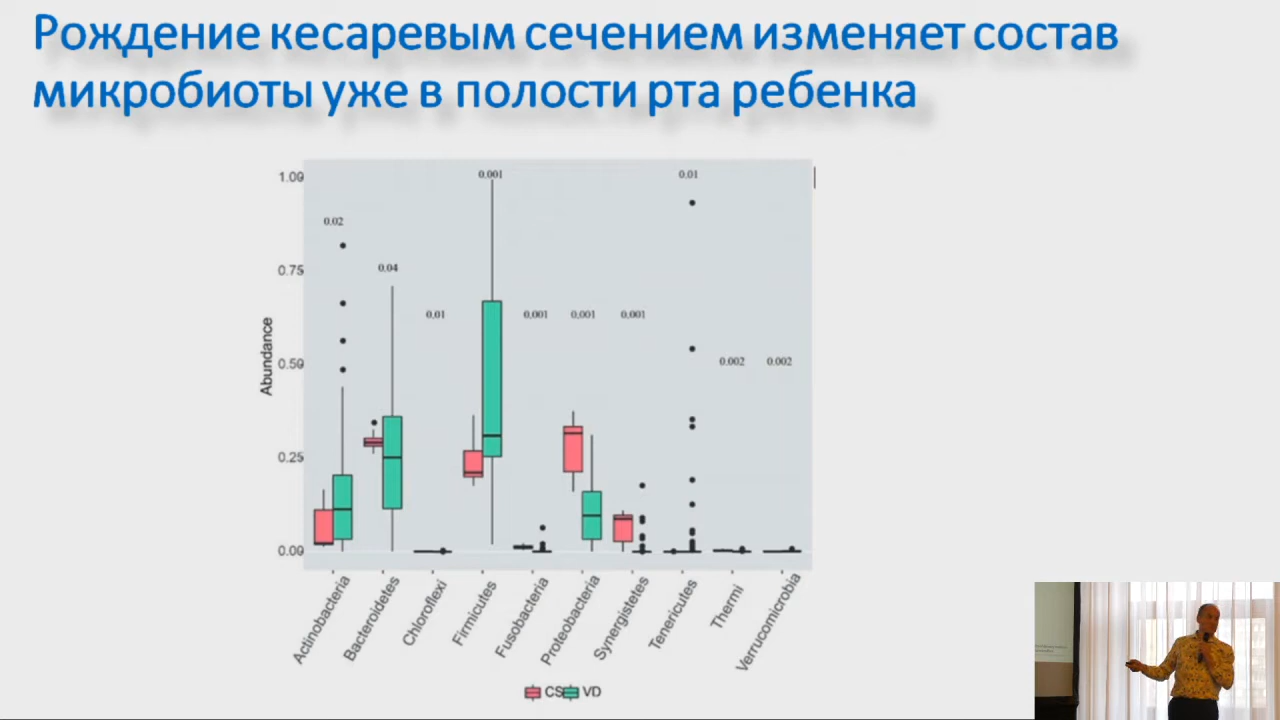 Рождение кесаревым сечением изменяет состав
микробиоты уже в полости рта ребенка
1.00
0.75
0.50
0.25
0.00
Abundance
0.02
0.04
0.01
0.001
0.001
0.001
0.001
0.01
0.002
0.002
Actinobacteria
Bacteroidetes
Chloroflexi
Firmicutes
Fusobacteria
Proteobacteria
Synergistetes
Tenericutes
Thermi
Verrucomicrobia
CS VD